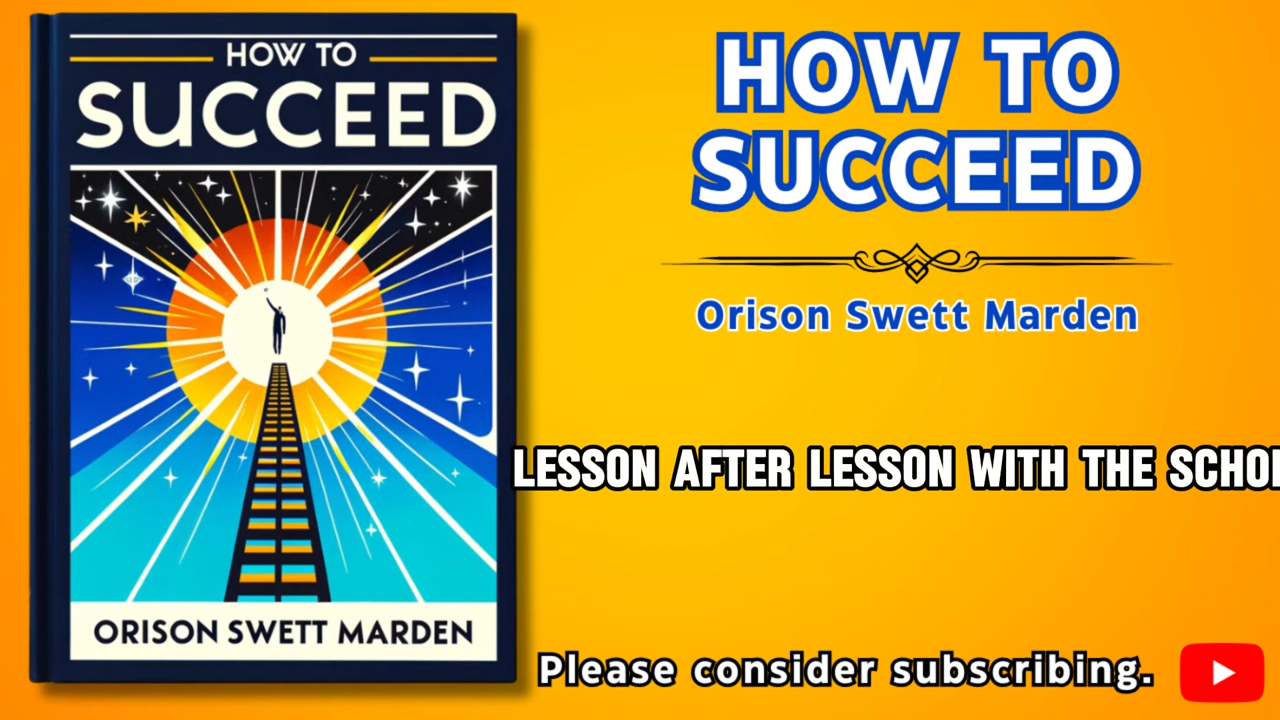 HOW TO
SUCCEED
ORISON SWETT MARDEN
HOW TO
SUCCEED
Orison Swett Marden
LESSON AFTER LESSON WITH THE
Please consider subscribing.